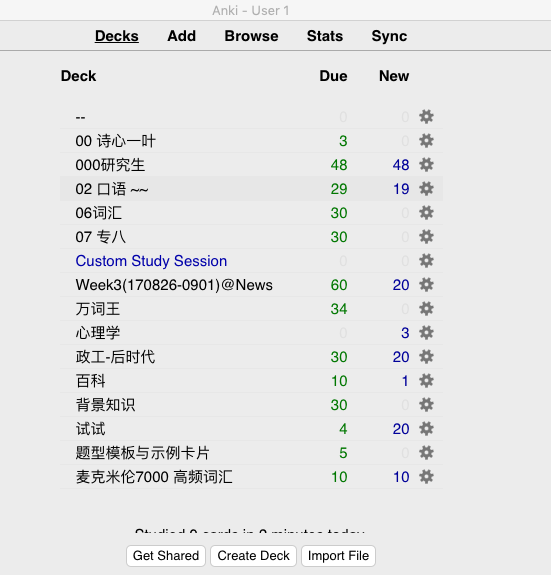 Anki - User 1
Decks Add Browse Stats Sync
Deck Due New
-- 0 0
00 诗心一叶 3 0
000研究生 48 48
02 口语 ~~ 29 19
06词汇 30 0
07 专八 30 0
Custom Study Session 0 0
Week3(170826-0901)@News 60 20
万词王 34 0
心理学 0 3
政工-后时代 30 20
百科 10 1
背景知识 30 0
试试 4 20
题型模板与示例卡片 5 0
麦克米伦7000 高频词汇 10 10
Studied cards in minutes today
Get Shared Create Deck Import File